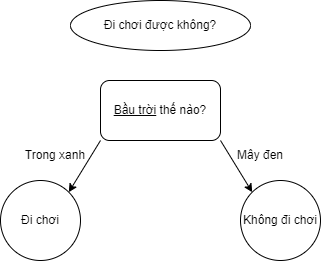 Đi chơi được không?
Bầu trời thế nào?
Trong xanh
Mây đen
Đi chơi
Không đi chơi